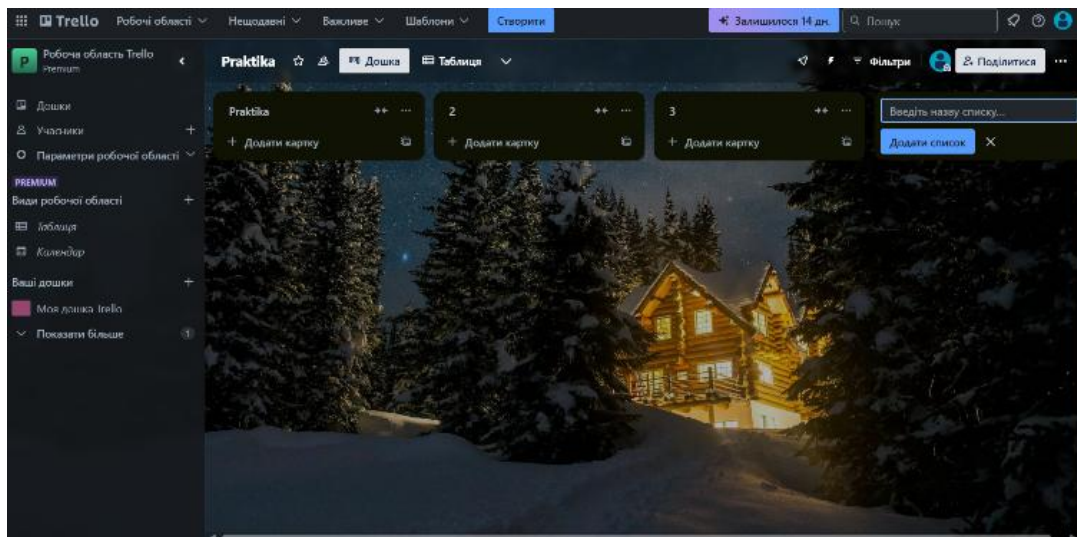 Trello Робочі області Нещодавні Важливе Шаблони Створити Залишилося 14 дн. Пошук
P Робоча область Trello
Premium
Praktika Дошка Таблиця Фільтри Поділитися
Дошки
Учасники
Параметри робочої області
PREMIUM
Види робочої області
Таблиця
Календар
Ваші дошки
Моя дошка Trello
Показати більше 1
Praktika
Додати картку
2
Додати картку
3
Додати картку
Введіть назву списку...
Додати список